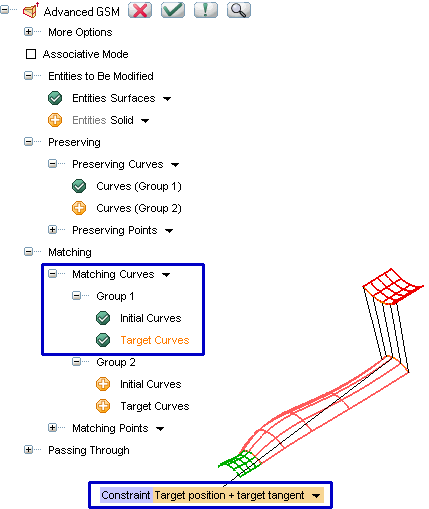 Advanced GSM
More Options
Associative Mode
Entities to Be Modified
Entities Surfaces
Entities Solid
Preserving
Preserving Curves
Curves (Group 1)
Curves (Group 2)
Preserving Points
Matching
Matching Curves
Group 1
Initial Curves
Target Curves
Group 2
Initial Curves
Target Curves
Matching Points
Passing Through
Constraint Target position + target tangent